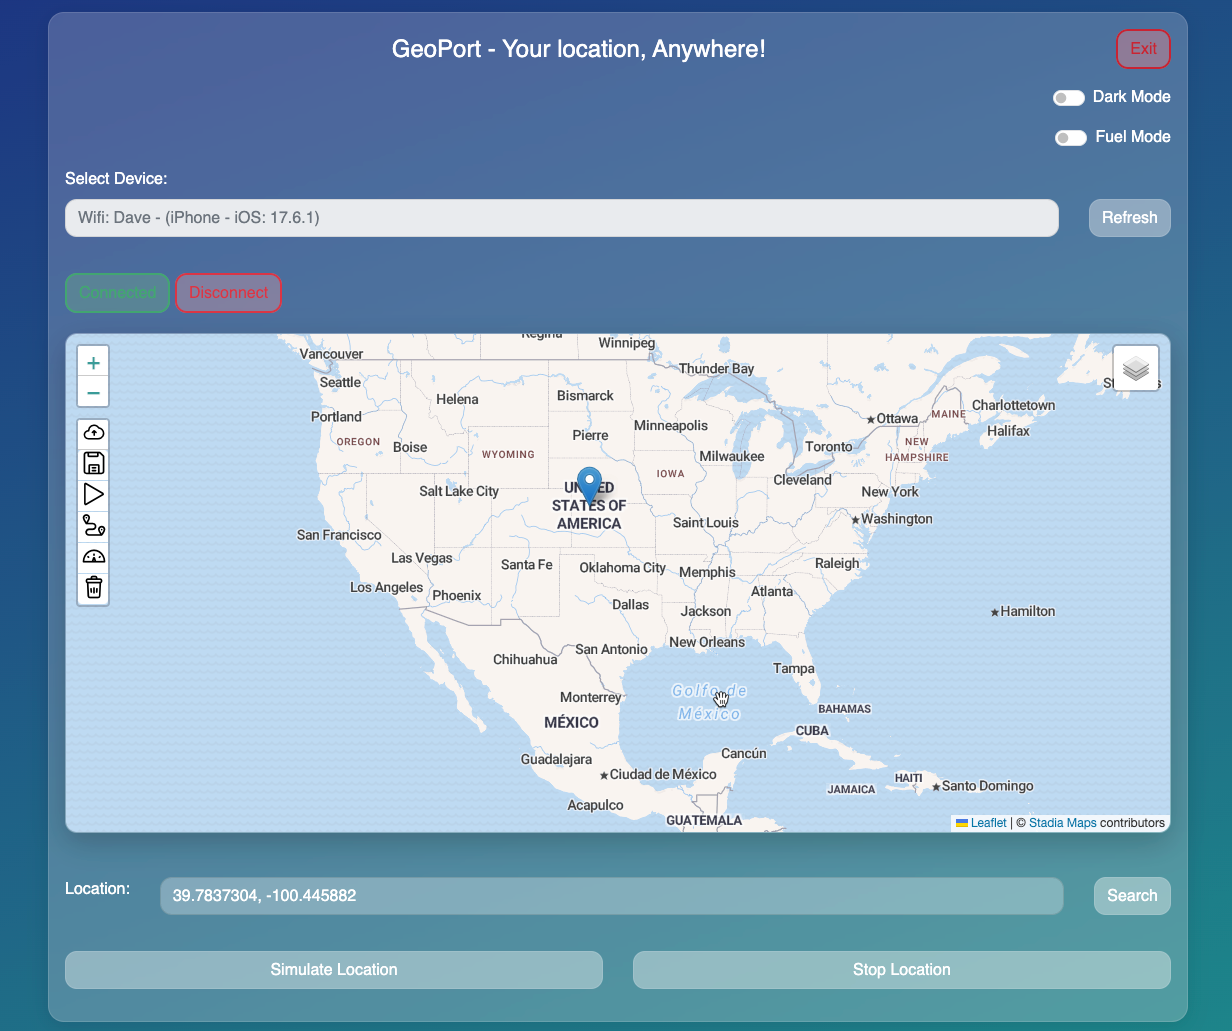 GeoPort - Your location, Anywhere!
Exit
Dark Mode
Fuel Mode
Select Device:
Wifi: Dave - (iPhone - iOS: 17.6.1)
Refresh
Connected
Disconnect
+
−
Regina
Winnipeg
Vancouver
Thunder Bay
Seattle
Helena
Bismarck
Charlottetown
Portland
Ottawa
MAINE
Minneapolis
Halifax
Pierre
OREGON
Boise
Toronto
NEW
HAMPSHIRE
WYOMING
Milwaukee
IOWA
Cleveland
Salt Lake City
UNITED
STATES OF
AMERICA
New York
Saint Louis
Washington
San Francisco
Las Vegas
Santa Fe
Oklahoma City
Memphis
Raleigh
Los Angeles
Phoenix
Atlanta
Dallas
Jackson
Hamilton
San Antonio
New Orleans
Chihuahua
Tampa
Monterrey
Golfo de
México
BAHAMAS
MÉXICO
CUBA
Guadalajara
Cancún
Ciudad de México
HAITI
Santo Domingo
JAMAICA
Acapulco
GUATEMALA
Leaflet | © Stadia Maps contributors
Location:
39.7837304, -100.445882
Search
Simulate Location
Stop Location